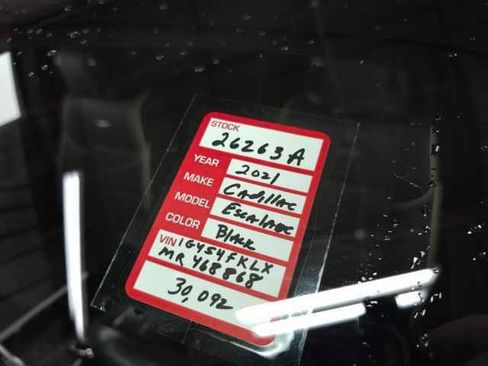 STOCK
26263A
YEAR 2021
MAKE Cadillac
MODEL Escalade
COLOR Black
VIN 1GYS4FKLX
MR468868
30,092